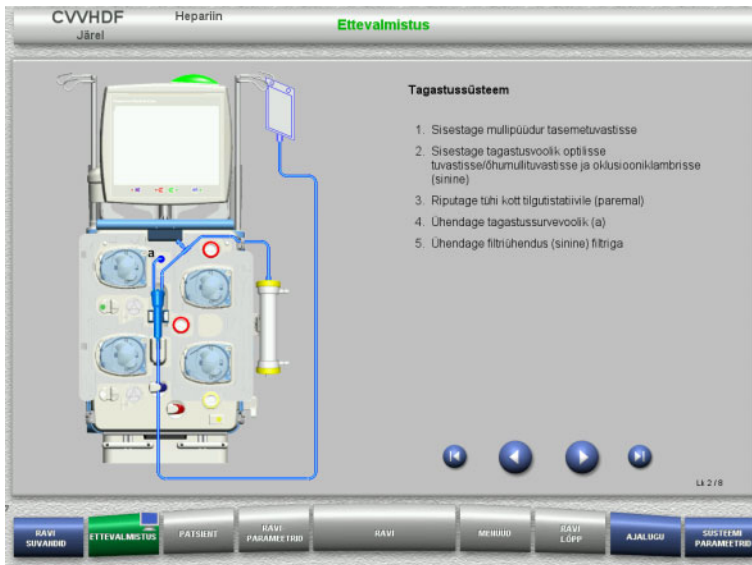 CVVHDF
Järel
Hepariin
Ettevalmistus
Tagastussüsteem
1. Sisestage mullipüüdur tasemetuvastisse
2. Sisestage tagastusvoolik optilisse
tuvastisse/õhumullituvastisse ja oklusiooniklambrisse
(sinine)
3. Riputage tühi kott tilgutistatiivile (paremal)
4. Ühendage tagastussurvevoolik (a)
5. Ühendage filtriühendus (sinine) filtriga
a
Lk 2 / 8
RAVI
SUVANDID
ETTEVALMISTUS
PATSIENT
RAVI-
PARAMEETRID
RAVI
MENÜÜD
RAVI
LÕPP
AJALUGU
SÜSTEEMI
PARAMEETRID